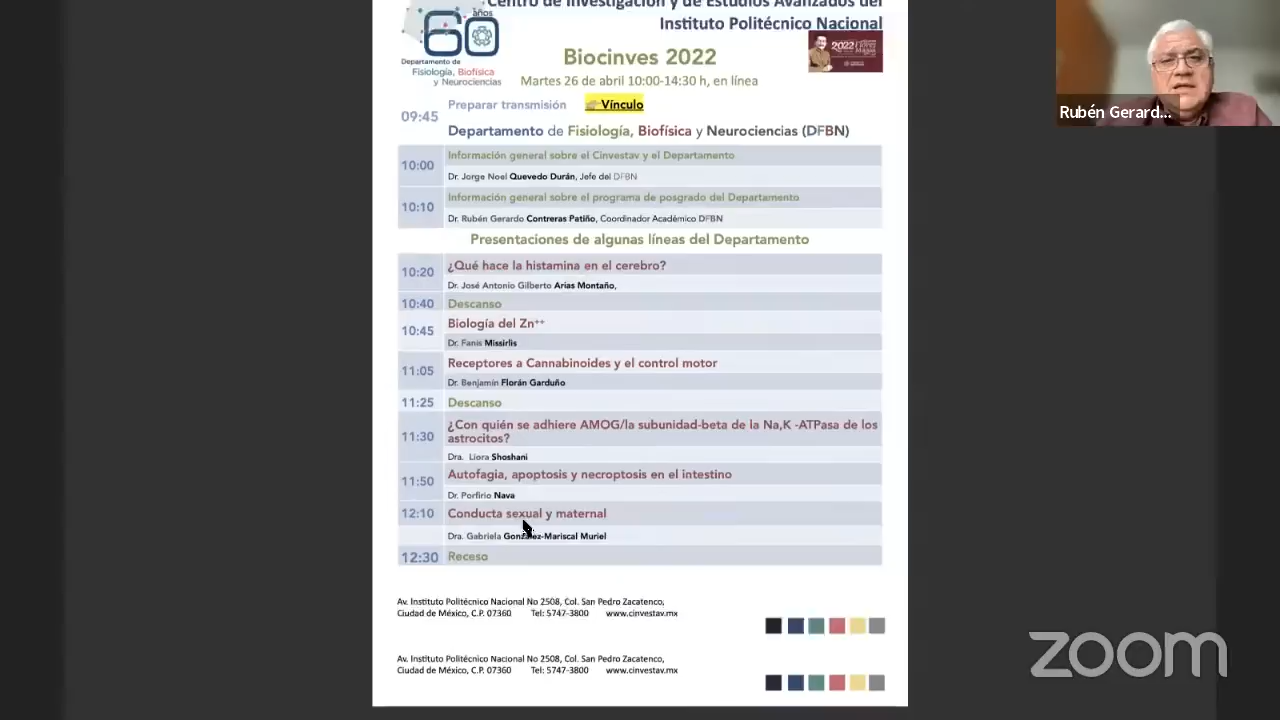 Centro de Investigación y de Estudios Avanzados del
Instituto Politécnico Nacional
60 años
Departamento de
Fisiología, Biofísica
y Neurociencias
2022
Biocinves 2022
Martes 26 de abril 10:00-14:30 h, en línea
09:45 Preparar transmisión 👉Vínculo
Departamento de Fisiología, Biofísica y Neurociencias (DFBN)
10:00 Información general sobre el Cinvestav y el Departamento
Dr. Jorge Noel Quevedo Durán, Jefe del DFBN
10:10 Información general sobre el programa de posgrado del Departamento
Dr. Rubén Gerardo Contreras Patiño, Coordinador Académico DFBN
Presentaciones de algunas líneas del Departamento
10:20 ¿Qué hace la histamina en el cerebro?
Dr. José Antonio Gilberto Arias Montaño,
10:40 Descanso
10:45 Biología del Zn⁺⁺
Dr. Fanis Missirlis
11:05 Receptores a Cannabinoides y el control motor
Dr. Benjamín Florán Garduño
11:25 Descanso
11:30 ¿Con quién se adhiere AMOG/la subunidad-beta de la Na,K -ATPasa de los
astrocitos?
Dra. Liora Shoshani
11:50 Autofagia, apoptosis y necroptosis en el intestino
Dr. Porfirio Nava
12:10 Conducta sexual y maternal
Dra. Gabriela González-Mariscal Muriel
12:30 Receso
Av. Instituto Politécnico Nacional No 2508, Col. San Pedro Zacatenco,
Ciudad de México, C.P. 07360 Tel: 5747-3800 www.cinvestav.mx
Av. Instituto Politécnico Nacional No 2508, Col. San Pedro Zacatenco,
Ciudad de México, C.P. 07360 Tel: 5747-3800 www.cinvestav.mx
Rubén Gerard...
zoom